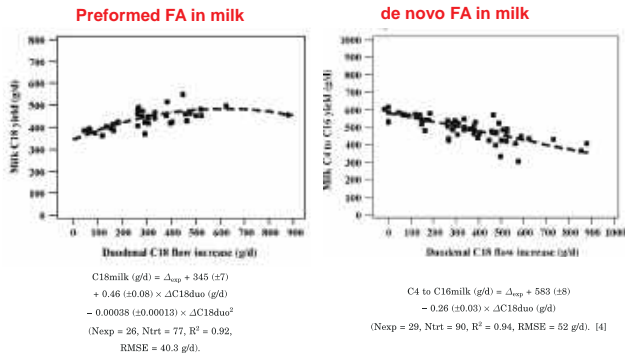 Preformed FA in milk
de novo FA in milk
800
700
600
500
400
300
200
100
0
Milk C18 yield (g/d)
0 100 200 300 400 500 600 700 800 900
Duodenal C18 flow increase (g/d)
1000
900
800
700
600
500
400
300
200
100
0
Milk C4 to C16 yield (g/d)
0 100 200 300 400 500 600 700 800 900 1000
Duodenal C18 flow increase (g/d)
C18milk (g/d) = Δexp + 345 (±7)
+ 0.46 (±0.08) × ΔC18duo (g/d)
− 0.00038 (±0.00013) × ΔC18duo²
(Nexp = 26, Ntrt = 77, R² = 0.92,
RMSE = 40.3 g/d).
C4 to C16milk (g/d) = Δexp + 583 (±8)
− 0.26 (±0.03) × ΔC18duo (g/d)
(Nexp = 29, Ntrt = 90, R² = 0.94, RMSE = 52 g/d). [4]